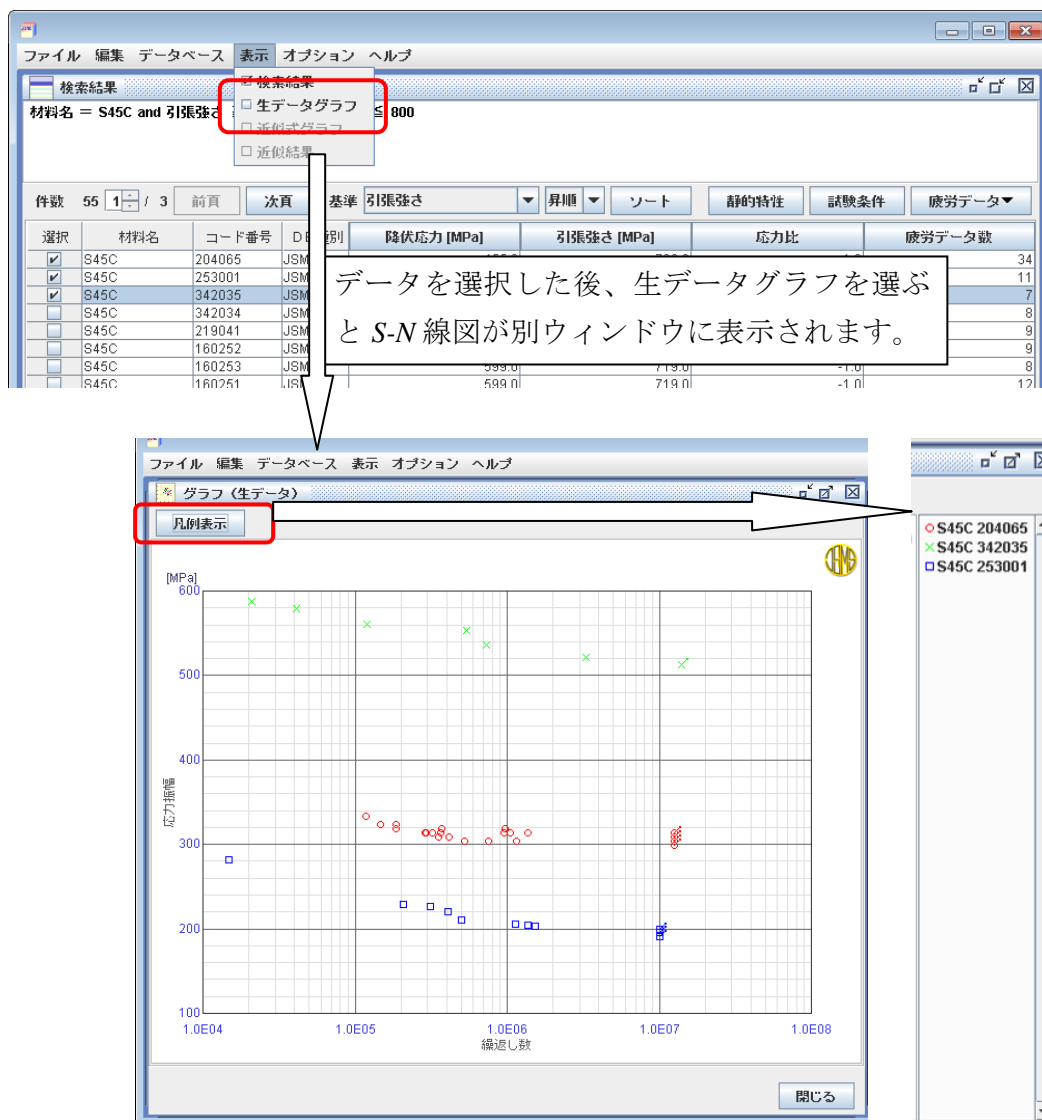 ファイル 編集 データベース 表示 オプション ヘルプ
検索結果
検索結果
生データグラフ
近似式グラフ
近似結果
材料名 = S45C and 引張強さ ≦ 800
件数 55 1 / 3 前頁 次頁 基準 引張強さ 昇順 ソート 静的特性 試験条件 疲労データ▼
選択 材料名 コード番号 降伏応力 [MPa] 引張強さ [MPa] 応力比 疲労データ数
S45C 204065 34
S45C 253001 11
S45C 342035 7
S45C 342034 8
S45C 219041 9
S45C 160252 9
S45C 160253 599.0 719.0 -1.0 8
S45C 160251 599.0 719.0 -1.0 12
データを選択した後、生データグラフを選ぶ
と S-N 線図が別ウィンドウに表示されます。
ファイル 編集 データベース 表示 オプション ヘルプ
グラフ (生データ)
凡例表示
JSMS
[MPa]
600
500
400
300
200
100
応力振幅
1.0E04 1.0E05 1.0E06 1.0E07 1.0E08
繰返し数
閉じる
S45C 204065
S45C 342035
S45C 253001